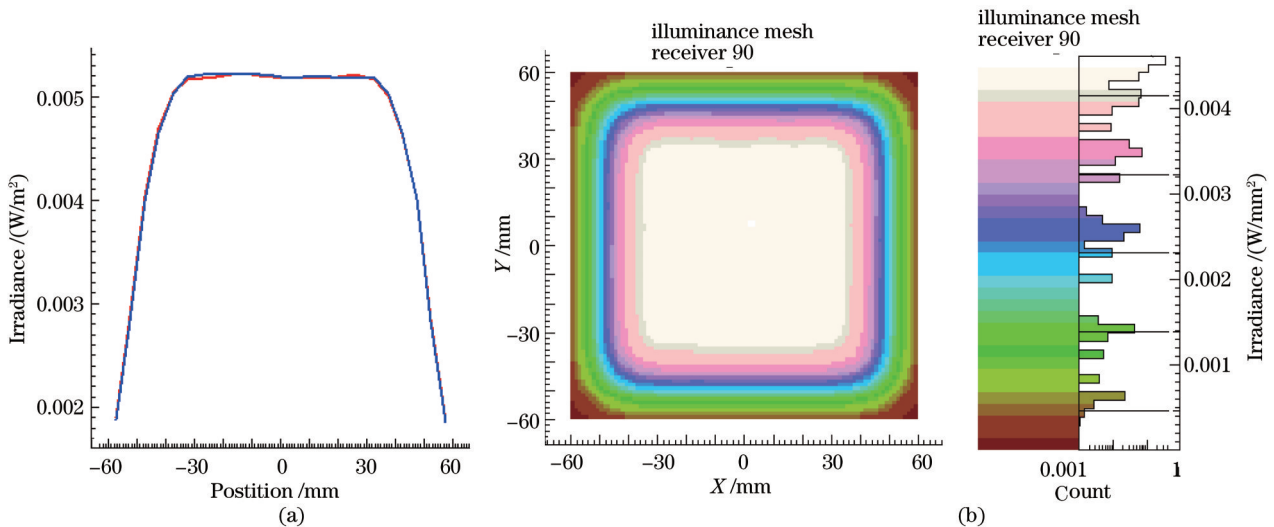 0.005
0.004
0.003
0.002
Irradiance /(W/m²)
−60
−30
0
30
60
Postition /mm
(a)
illuminance mesh
receiver 90
60
30
0
−30
−60
Y /mm
−60
−30
0
30
60
X /mm
illuminance mesh
receiver 90
0.004
0.003
0.002
0.001
Irradiance /(W/mm²)
0.001
1
Count
(b)